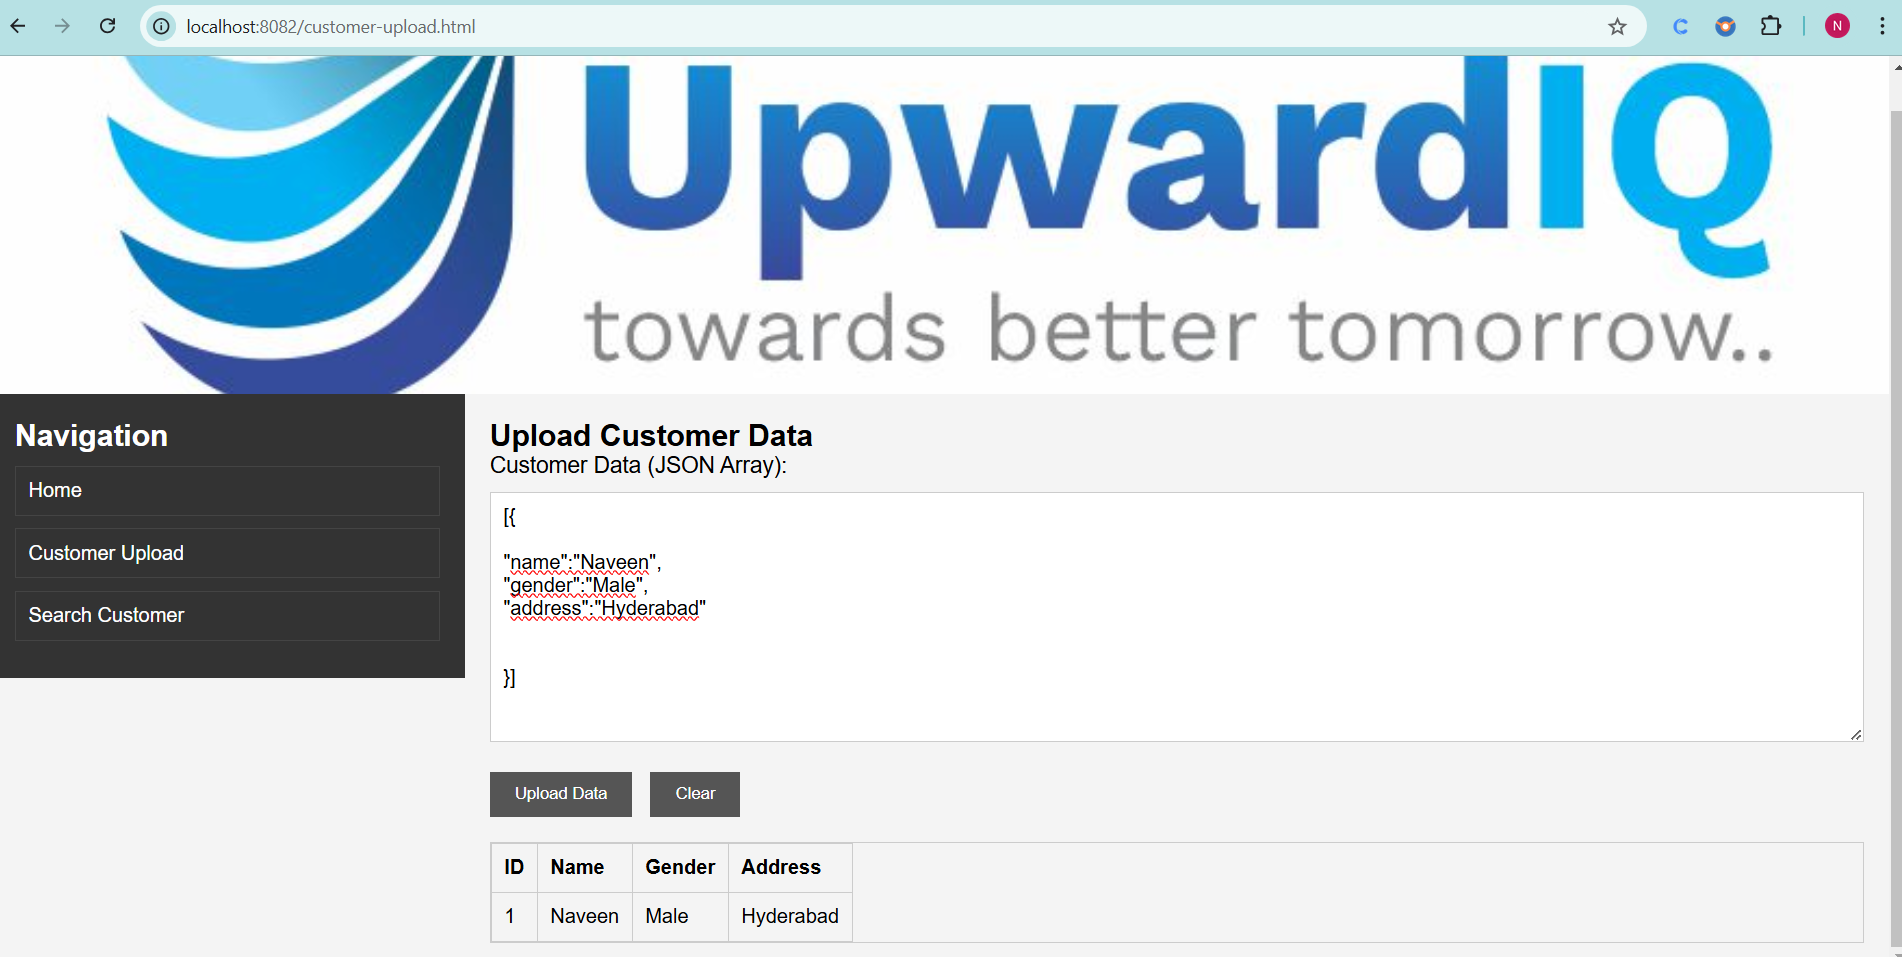 localhost:8082/customer-upload.html
N
UpwardIQ
towards better tomorrow..
Navigation
Home
Customer Upload
Search Customer
Upload Customer Data
Customer Data (JSON Array):
[{
"name":"Naveen",
"gender":"Male",
"address":"Hyderabad"
}]
Upload Data Clear
ID Name Gender Address
1 Naveen Male Hyderabad